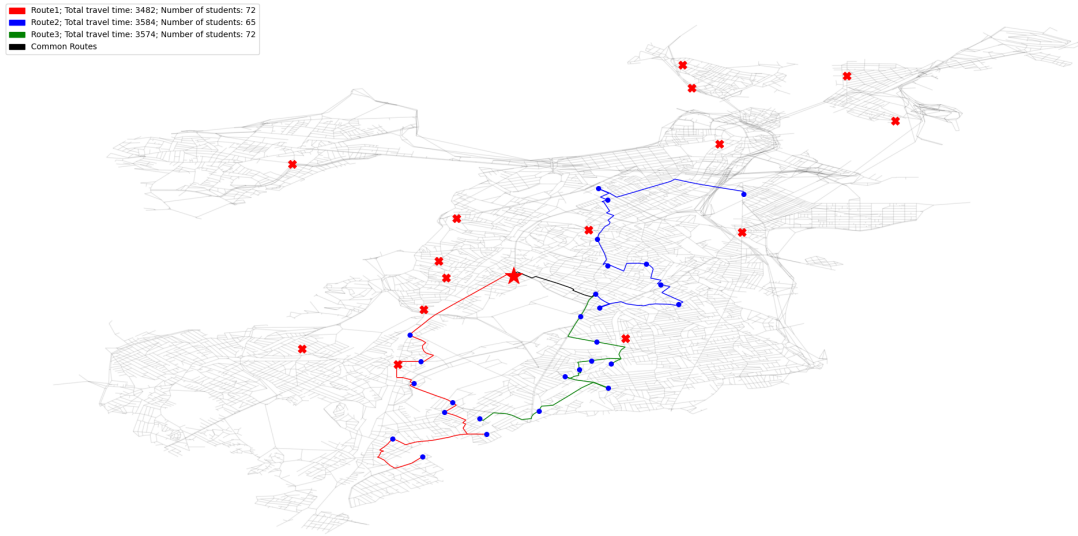 Route1; Total travel time: 3482; Number of students: 72
Route2; Total travel time: 3584; Number of students: 65
Route3; Total travel time: 3574; Number of students: 72
Common Routes